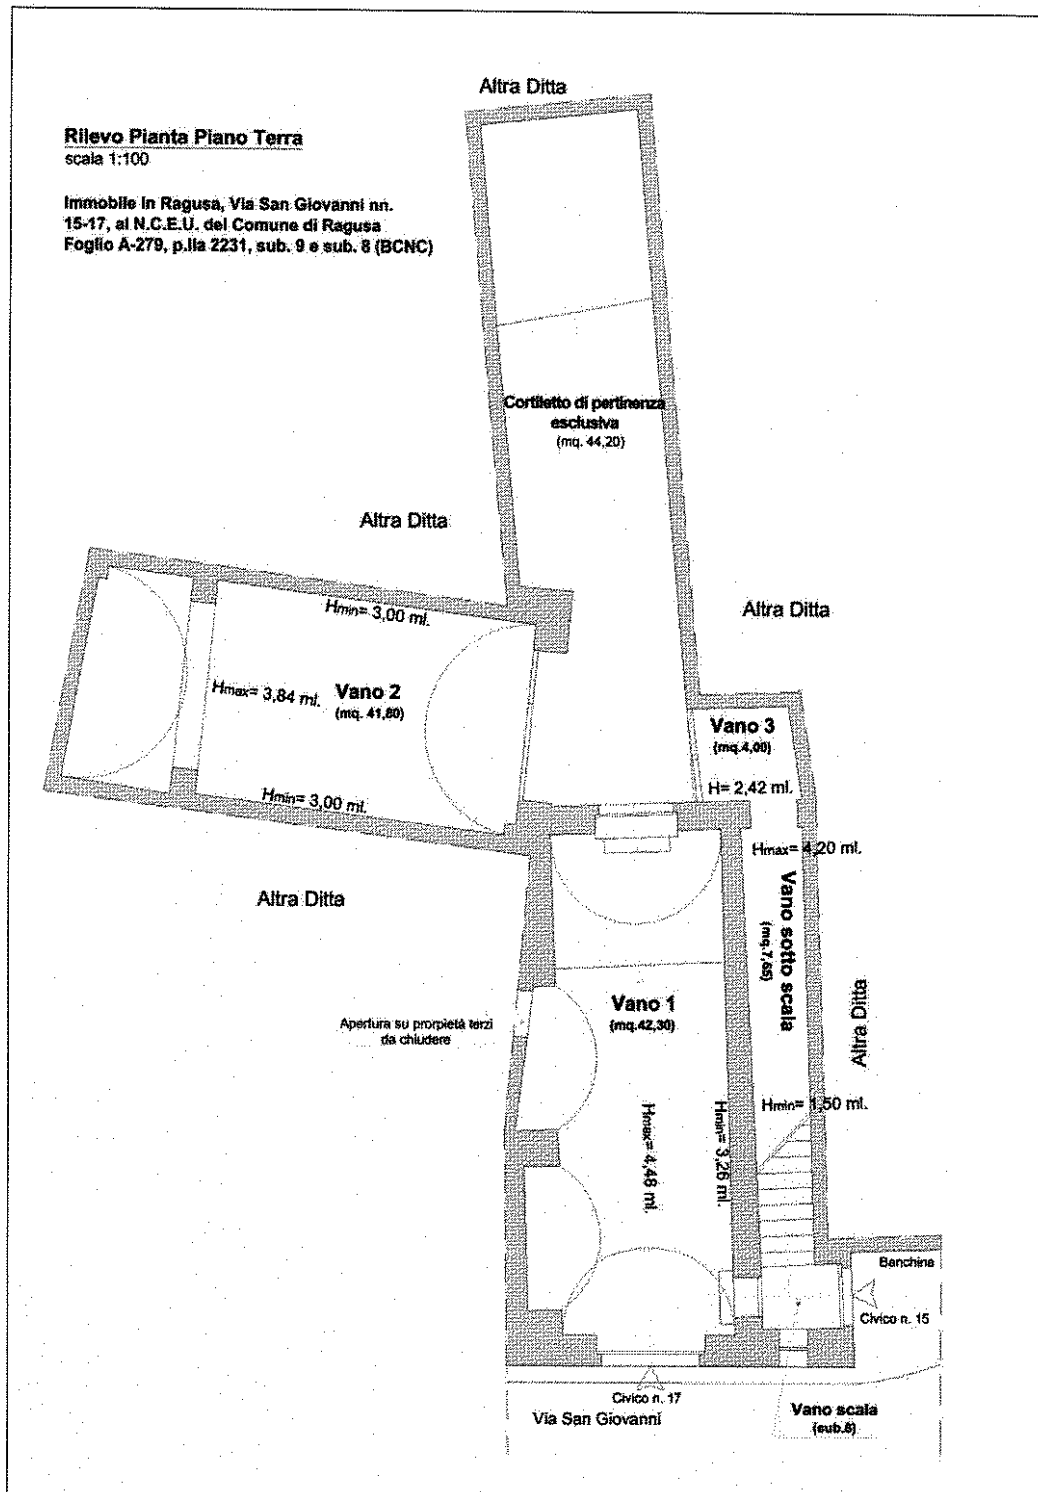 Altra Ditta
Rilievo Pianta Piano Terra
scala 1:100
Immobile in Ragusa, Via San Giovanni nn.
15-17, al N.C.E.U. del Comune di Ragusa
Foglio A-279, p.lla 2231, sub. 9 e sub. 8 (BCNC)
Cortiletto di pertinenza
esclusiva
(mq. 44,20)
Altra Ditta
Altra Ditta
Hmin= 3,00 ml.
Hmax= 3,84 ml.
Vano 2
(mq. 41,80)
Hmin= 3,00 ml.
Vano 3
(mq.4,00)
H= 2,42 ml.
Hmax= 4,20 ml.
Vano sotto scala
(mq.7,65)
Altra Ditta
Altra Ditta
Vano 1
(mq.42,30)
Apertura su prorpietà terzi
da chiudere
Hmax= 4,48 ml.
Hmin= 3,26 ml.
Hmin= 1,50 ml.
Banchina
Civico n. 15
Civico n. 17
Via San Giovanni
Vano scala
(sub.8)